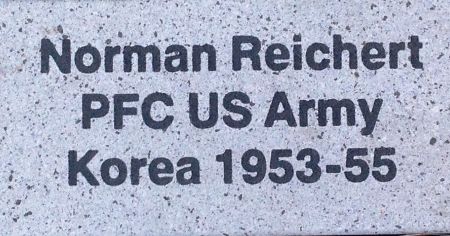 Norman Reichert
PFC US Army
Korea 1953-55